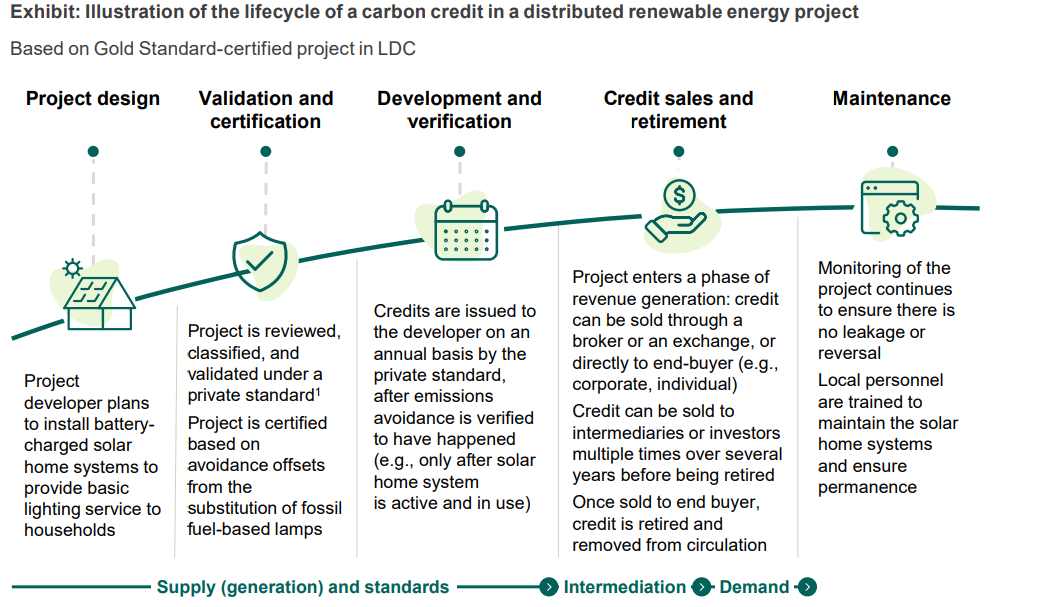 Exhibit: Illustration of the lifecycle of a carbon credit in a distributed renewable energy project
Based on Gold Standard-certified project in LDC
Project design
Validation and
certification
Development and
verification
Credit sales and
retirement
Maintenance
Project
developer plans
to install battery-
charged solar
home systems to
provide basic
lighting service to
households
Project is reviewed,
classified, and
validated under a
private standard¹
Project is certified
based on
avoidance offsets
from the
substitution of fossil
fuel-based lamps
Credits are issued to
the developer on an
annual basis by the
private standard,
after emissions
avoidance is verified
to have happened
(e.g., only after solar
home system
is active and in use)
$
Project enters a phase of
revenue generation: credit
can be sold through a
broker or an exchange, or
directly to end-buyer (e.g.,
corporate, individual)
Credit can be sold to
intermediaries or investors
multiple times over several
years before being retired
Once sold to end buyer,
credit is retired and
removed from circulation
Monitoring of the
project continues
to ensure there is
no leakage or
reversal
Local personnel
are trained to
maintain the solar
home systems
and ensure
permanence
Supply (generation) and standards
Intermediation
Demand